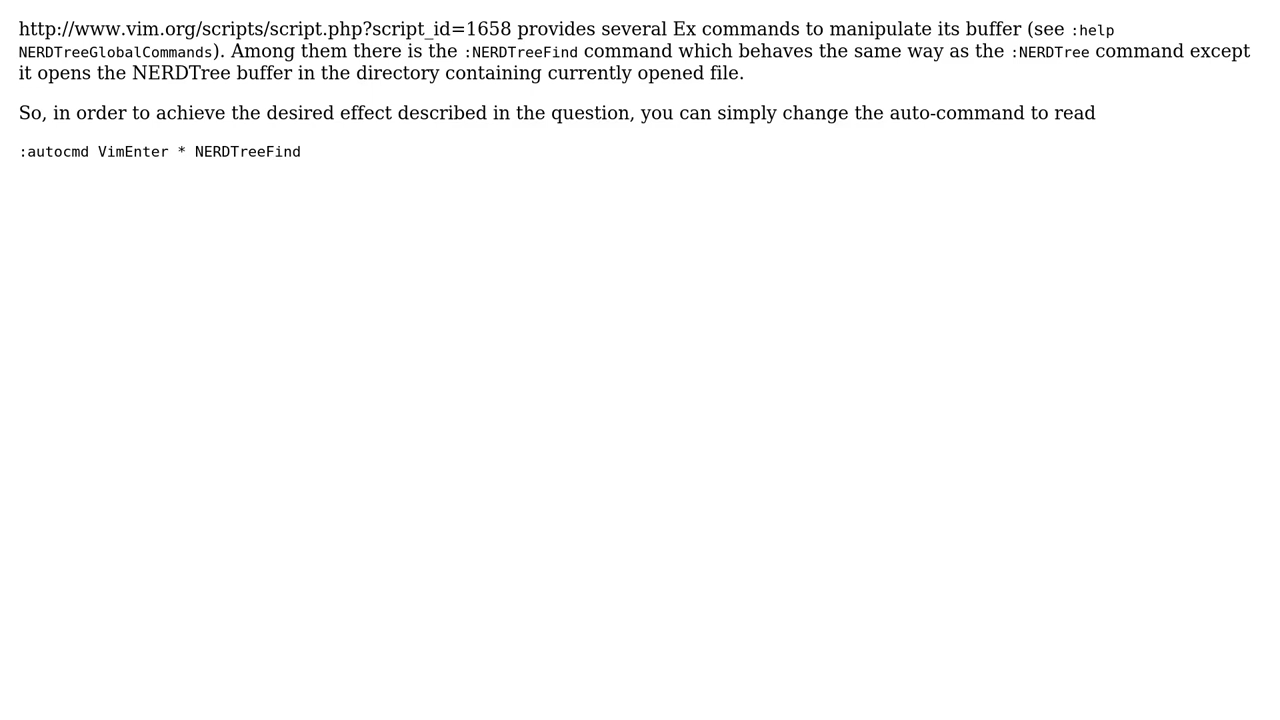 http://www.vim.org/scripts/script.php?script_id=1658 provides several Ex commands to manipulate its buffer (see :help
NERDTreeGlobalCommands). Among them there is the :NERDTreeFind command which behaves the same way as the :NERDTree command except
it opens the NERDTree buffer in the directory containing currently opened file.
So, in order to achieve the desired effect described in the question, you can simply change the auto-command to read
:autocmd VimEnter * NERDTreeFind